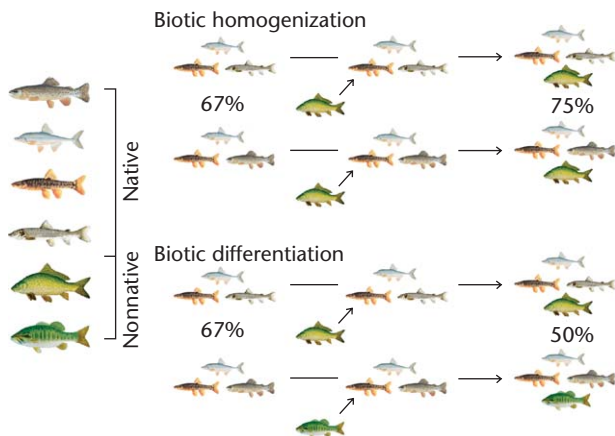 Biotic homogenization
67%
75%
Native
Biotic differentiation
Nonnative
67%
50%